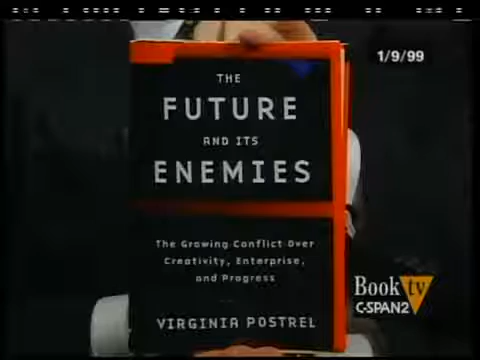 1/9/99
THE
FUTURE
AND ITS
ENEMIES
The Growing Conflict Over
Creativity, Enterprise,
and Progress
VIRGINIA POSTREL
Book tv
C-SPAN2